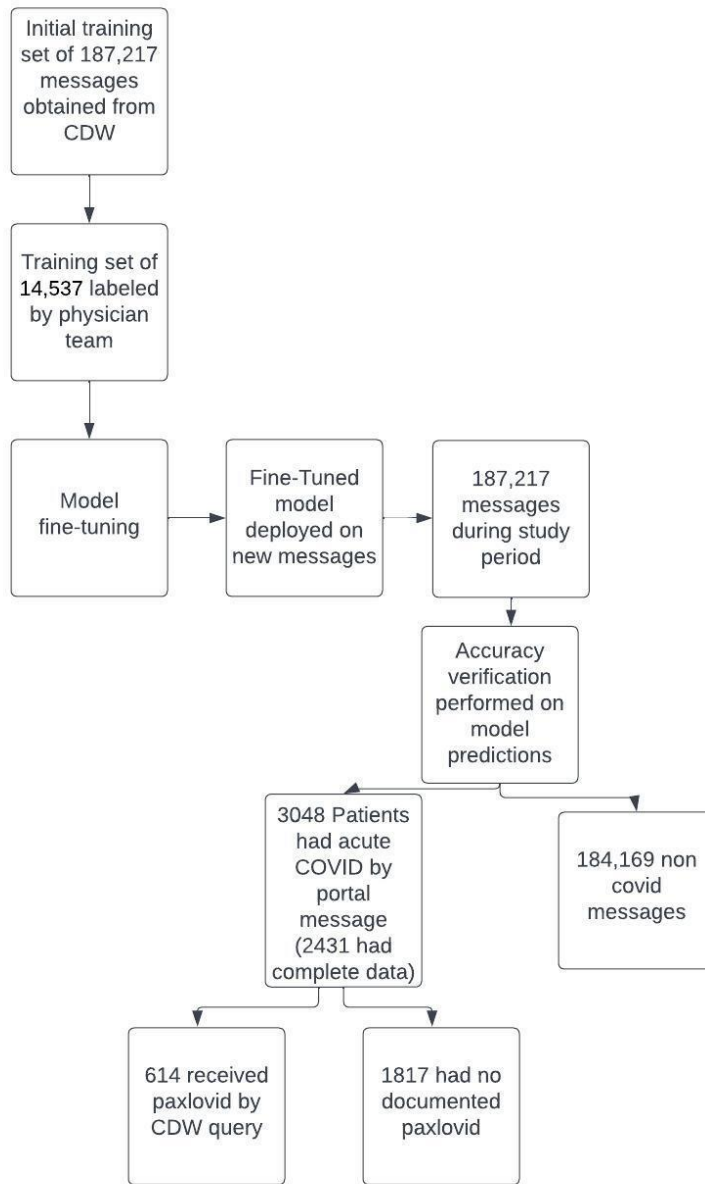 Initial training
set of 187,217
messages
obtained from
CDW
Training set of
14,537 labeled
by physician
team
Model
fine-tuning
Fine-Tuned
model
deployed on
new messages
187,217
messages
during study
period
Accuracy
verification
performed on
model
predictions
3048 Patients
had acute
COVID by
portal
message
(2431 had
complete data)
184,169 non
covid
messages
614 received
paxlovid by
CDW query
1817 had no
documented
paxlovid